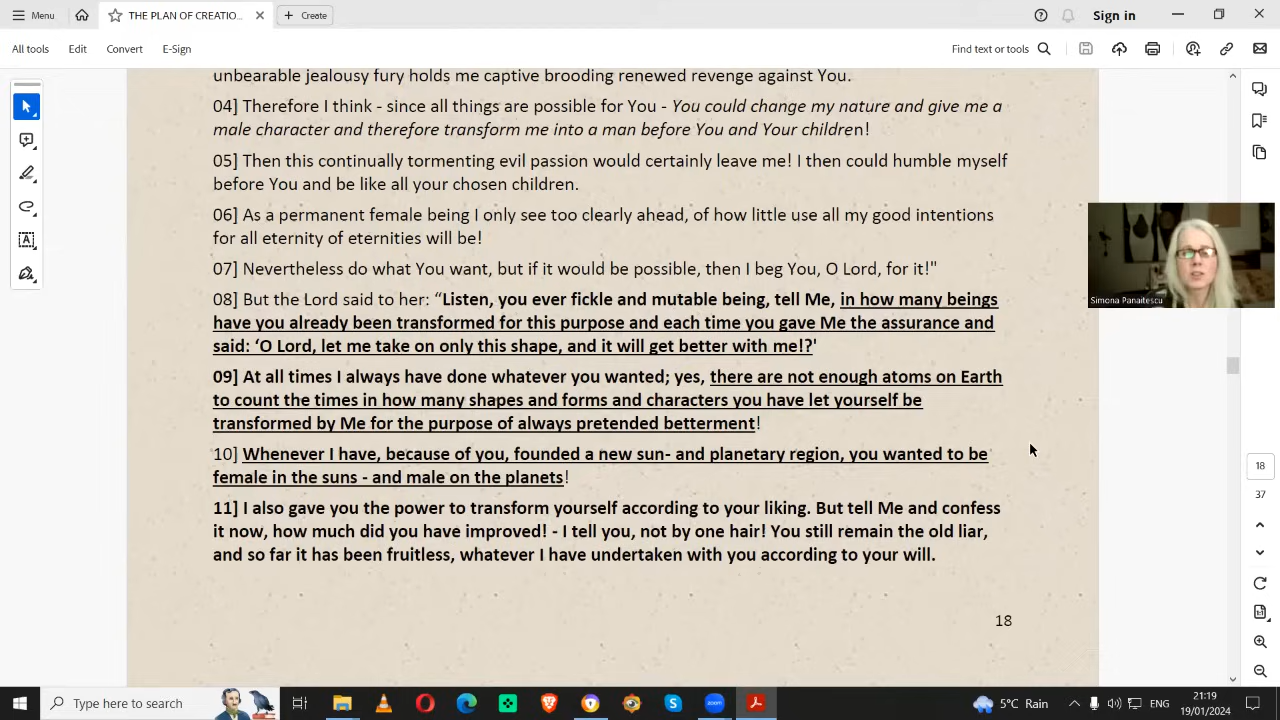 Menu
THE PLAN OF CREATIO...
Create
Sign in
All tools
Edit
Convert
E-Sign
Find text or tools
unbearable jealousy fury holds me captive brooding renewed revenge against You.
04] Therefore I think - since all things are possible for You - You could change my nature and give me a
male character and therefore transform me into a man before You and Your children!
05] Then this continually tormenting evil passion would certainly leave me! I then could humble myself
before You and be like all your chosen children.
06] As a permanent female being I only see too clearly ahead, of how little use all my good intentions
for all eternity of eternities will be!
07] Nevertheless do what You want, but if it would be possible, then I beg You, O Lord, for it!"
08] But the Lord said to her: “Listen, you ever fickle and mutable being, tell Me, in how many beings
have you already been transformed for this purpose and each time you gave Me the assurance and
said: ‘O Lord, let me take on only this shape, and it will get better with me!?'
09] At all times I always have done whatever you wanted; yes, there are not enough atoms on Earth
to count the times in how many shapes and forms and characters you have let yourself be
transformed by Me for the purpose of always pretended betterment!
10] Whenever I have, because of you, founded a new sun- and planetary region, you wanted to be
female in the suns - and male on the planets!
11] I also gave you the power to transform yourself according to your liking. But tell Me and confess
it now, how much did you have improved! - I tell you, not by one hair! You still remain the old liar,
and so far it has been fruitless, whatever I have undertaken with you according to your will.
18
Simona Panaitescu
18
37
Type here to search
zoom
5°C Rain
ENG
21:19
19/01/2024